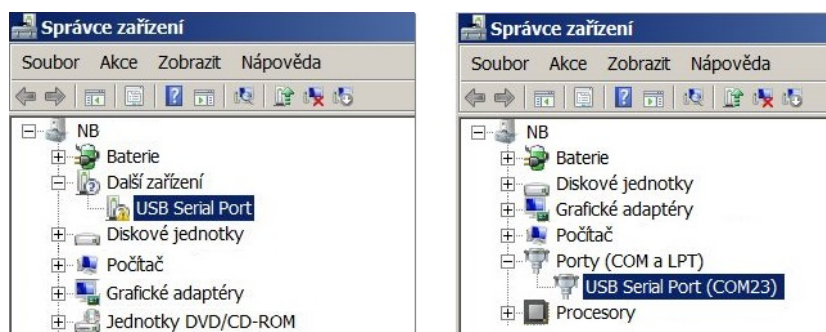 Správce zařízení
Soubor Akce Zobrazit Nápověda
NB
Baterie
Další zařízení
USB Serial Port
Diskové jednotky
Počítač
Grafické adaptéry
Jednotky DVD/CD-ROM
Správce zařízení
Soubor Akce Zobrazit Nápověda
NB
Baterie
Diskové jednotky
Grafické adaptéry
Počítač
Porty (COM a LPT)
USB Serial Port (COM23)
Procesory